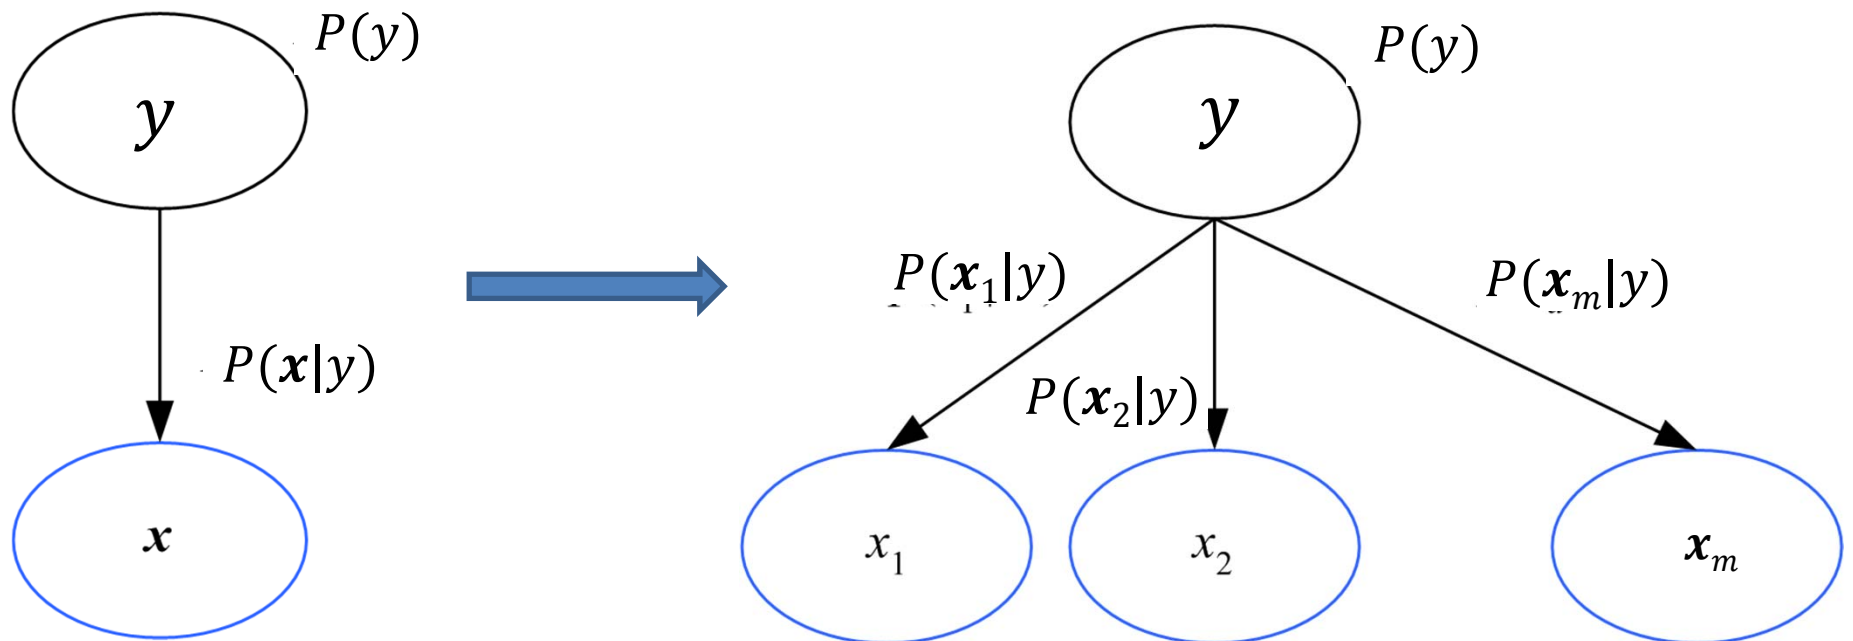 P(y)
y
P(x|y)
x
P(y)
y
P(x₁|y)
P(x₂|y)
P(xₘ|y)
x₁
x₂
xₘ